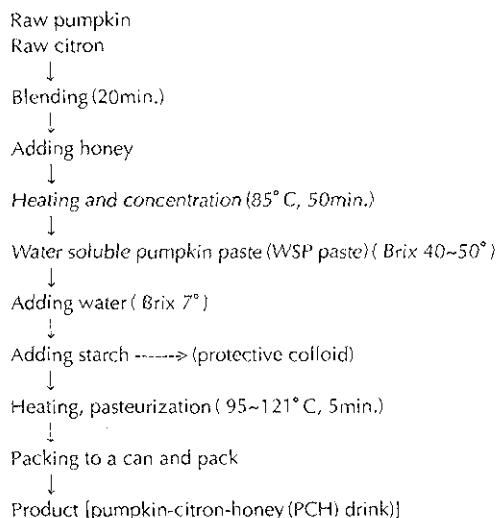 Raw pumpkin
Raw citron
↓
Blending (20min.)
↓
Adding honey
↓
Heating and concentration (85°C, 50min.)
↓
Water soluble pumpkin paste (WSP paste) ( Brix 40~50°)
↓
Adding water ( Brix 7°)
↓
Adding starch ------> (protective colloid)
↓
Heating, pasteurization ( 95~121°C, 5min.)
↓
Packing to a can and pack
↓
Product [pumpkin-citron-honey (PCH) drink)]